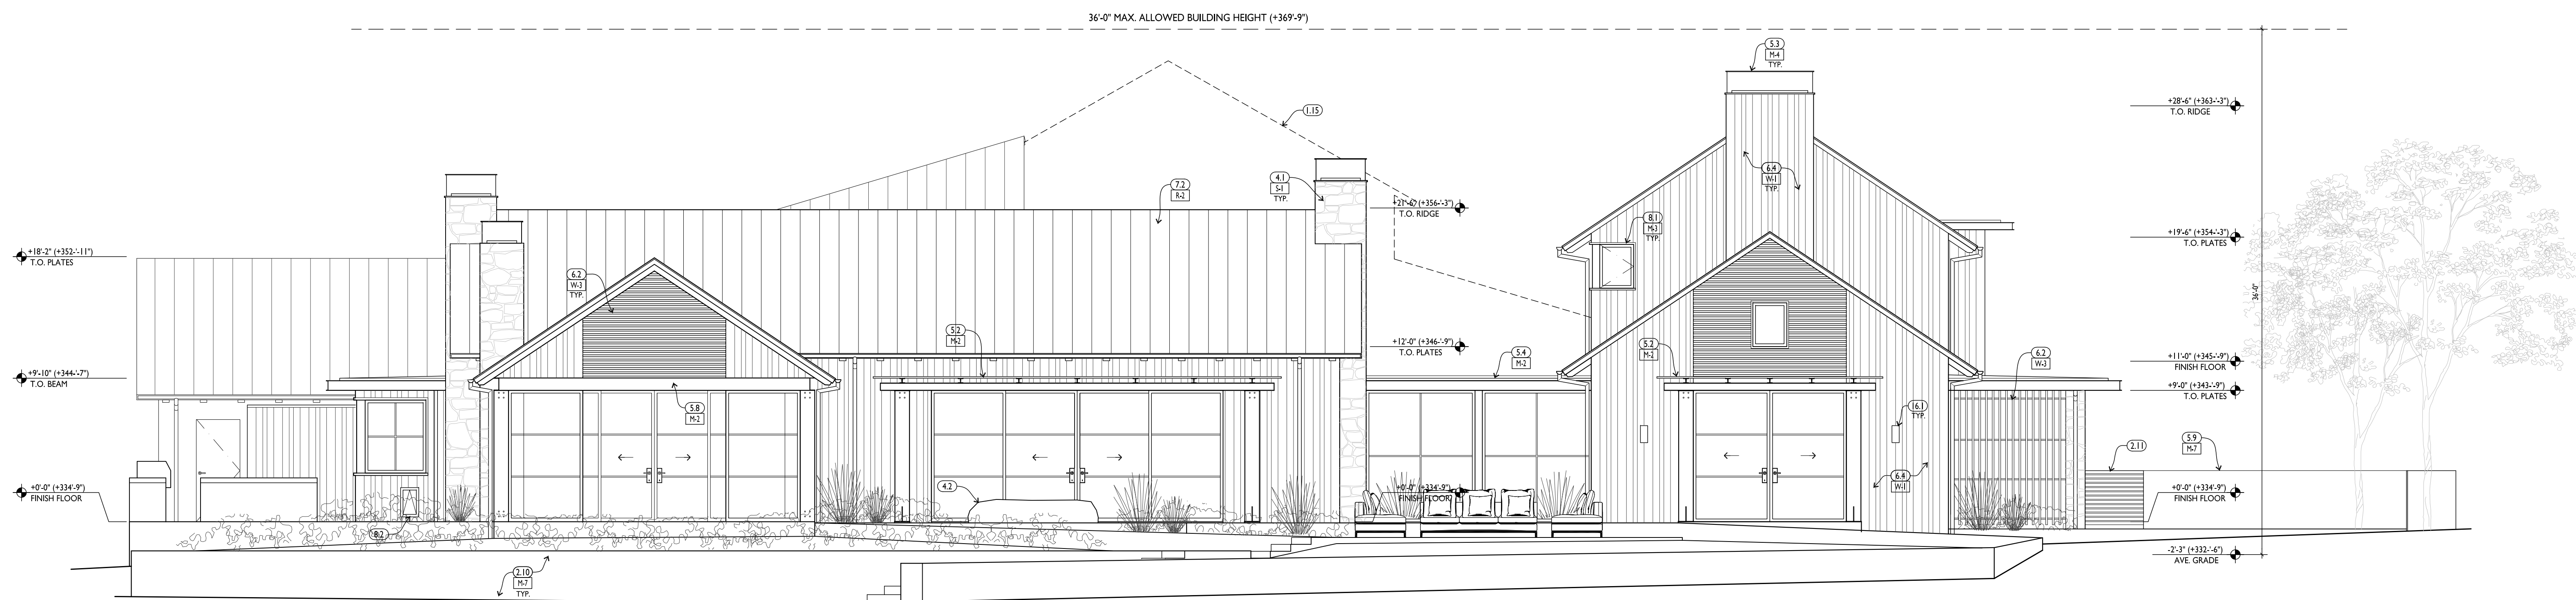 36'-0" MAX. ALLOWED BUILDING HEIGHT (+369'-9")
5.3
M-4
TYP.
1.15
+28'-6" (+363'-'-3")
T.O. RIDGE
6.4
W-1
TYP.
7.2
R-2
4.1
S-1
TYP.
+21'-6" (+356'-'-3")
T.O. RIDGE
8.1
M-3
TYP.
+19'-6" (+354'-'-3")
T.O. PLATES
+18'-2" (+352'-'-11")
T.O. PLATES
6.2
W-3
TYP.
36'-0"
5.2
M-2
+12'-0" (+346'-'-9")
T.O. PLATES
5.4
M-2
5.2
M-2
6.2
W-3
+11'-0" (+345'-'-9")
FINISH FLOOR
+9'-10" (+344'-'-7")
T.O. BEAM
+9'-0" (+343'-'-9")
T.O. PLATES
5.8
M-2
16.1
TYP.
2.11
5.9
M-7
4.2
6.4
W-1
+0'-0" (+334'-9")
FINISH FLOOR
+0'-0" (+334'-9")
FINISH FLOOR
+0'-0" (+334'-9")
FINISH FLOOR
8.2
-2'-3" (+332'-'-6")
AVE. GRADE
2.10
M-7
TYP.